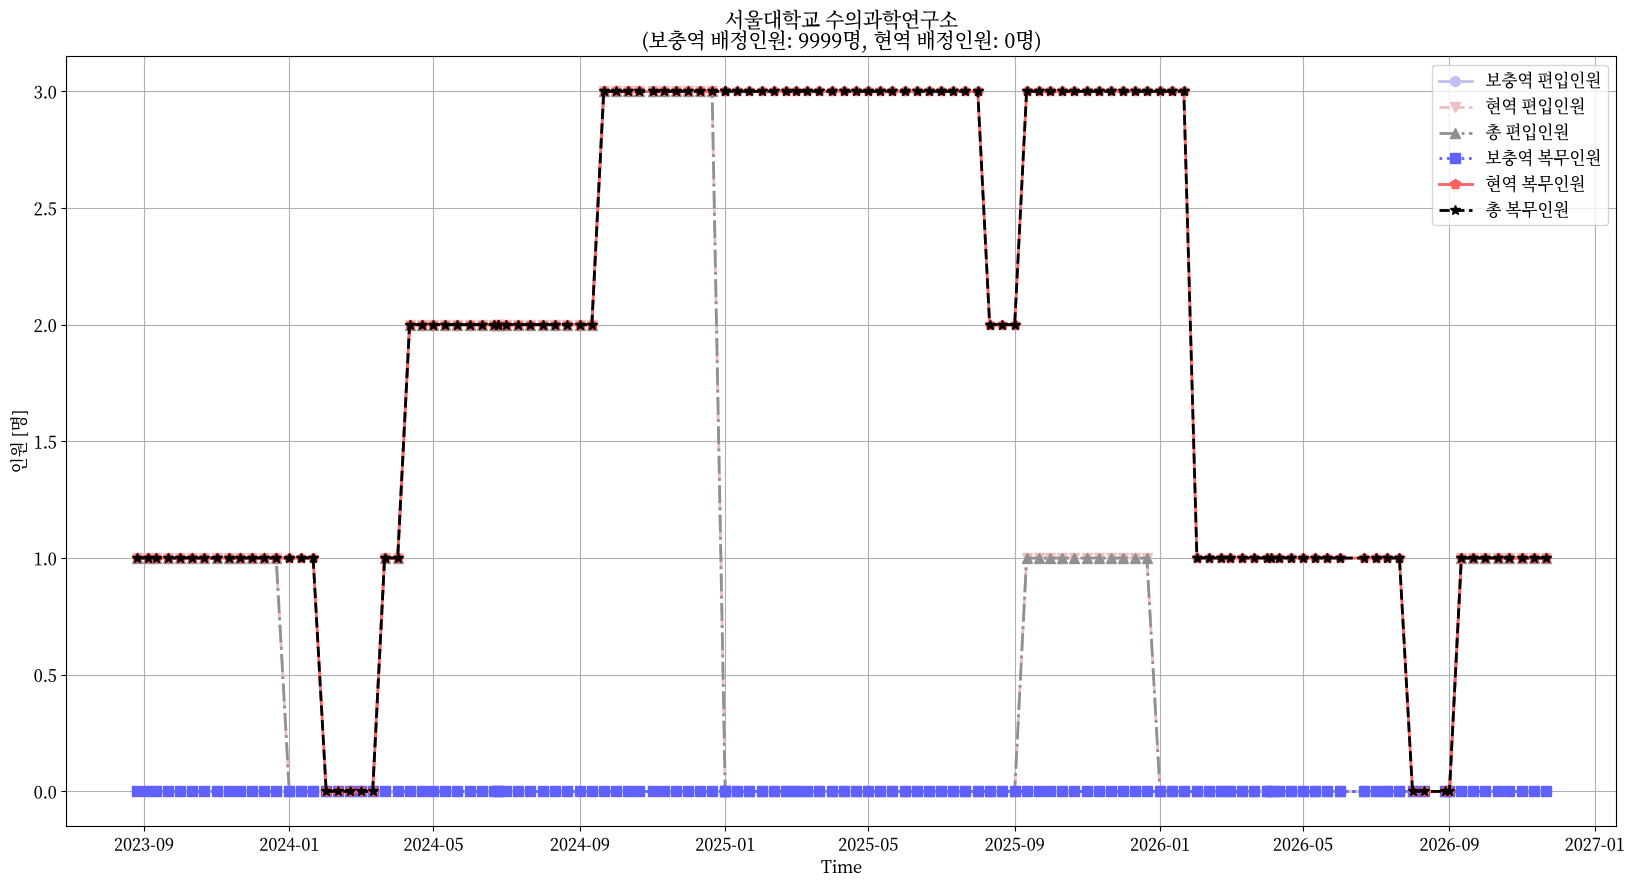 서울대학교 수의과학연구소
(보충역 배정인원: 9999명, 현역 배정인원: 0명)
보충역 편입인원
현역 편입인원
총 편입인원
보충역 복무인원
현역 복무인원
총 복무인원
인원 [명]
3.0
2.5
2.0
1.5
1.0
0.5
0.0
2023-09
2024-01
2024-05
2024-09
2025-01
2025-05
2025-09
2026-01
2026-05
2026-09
2027-01
Time